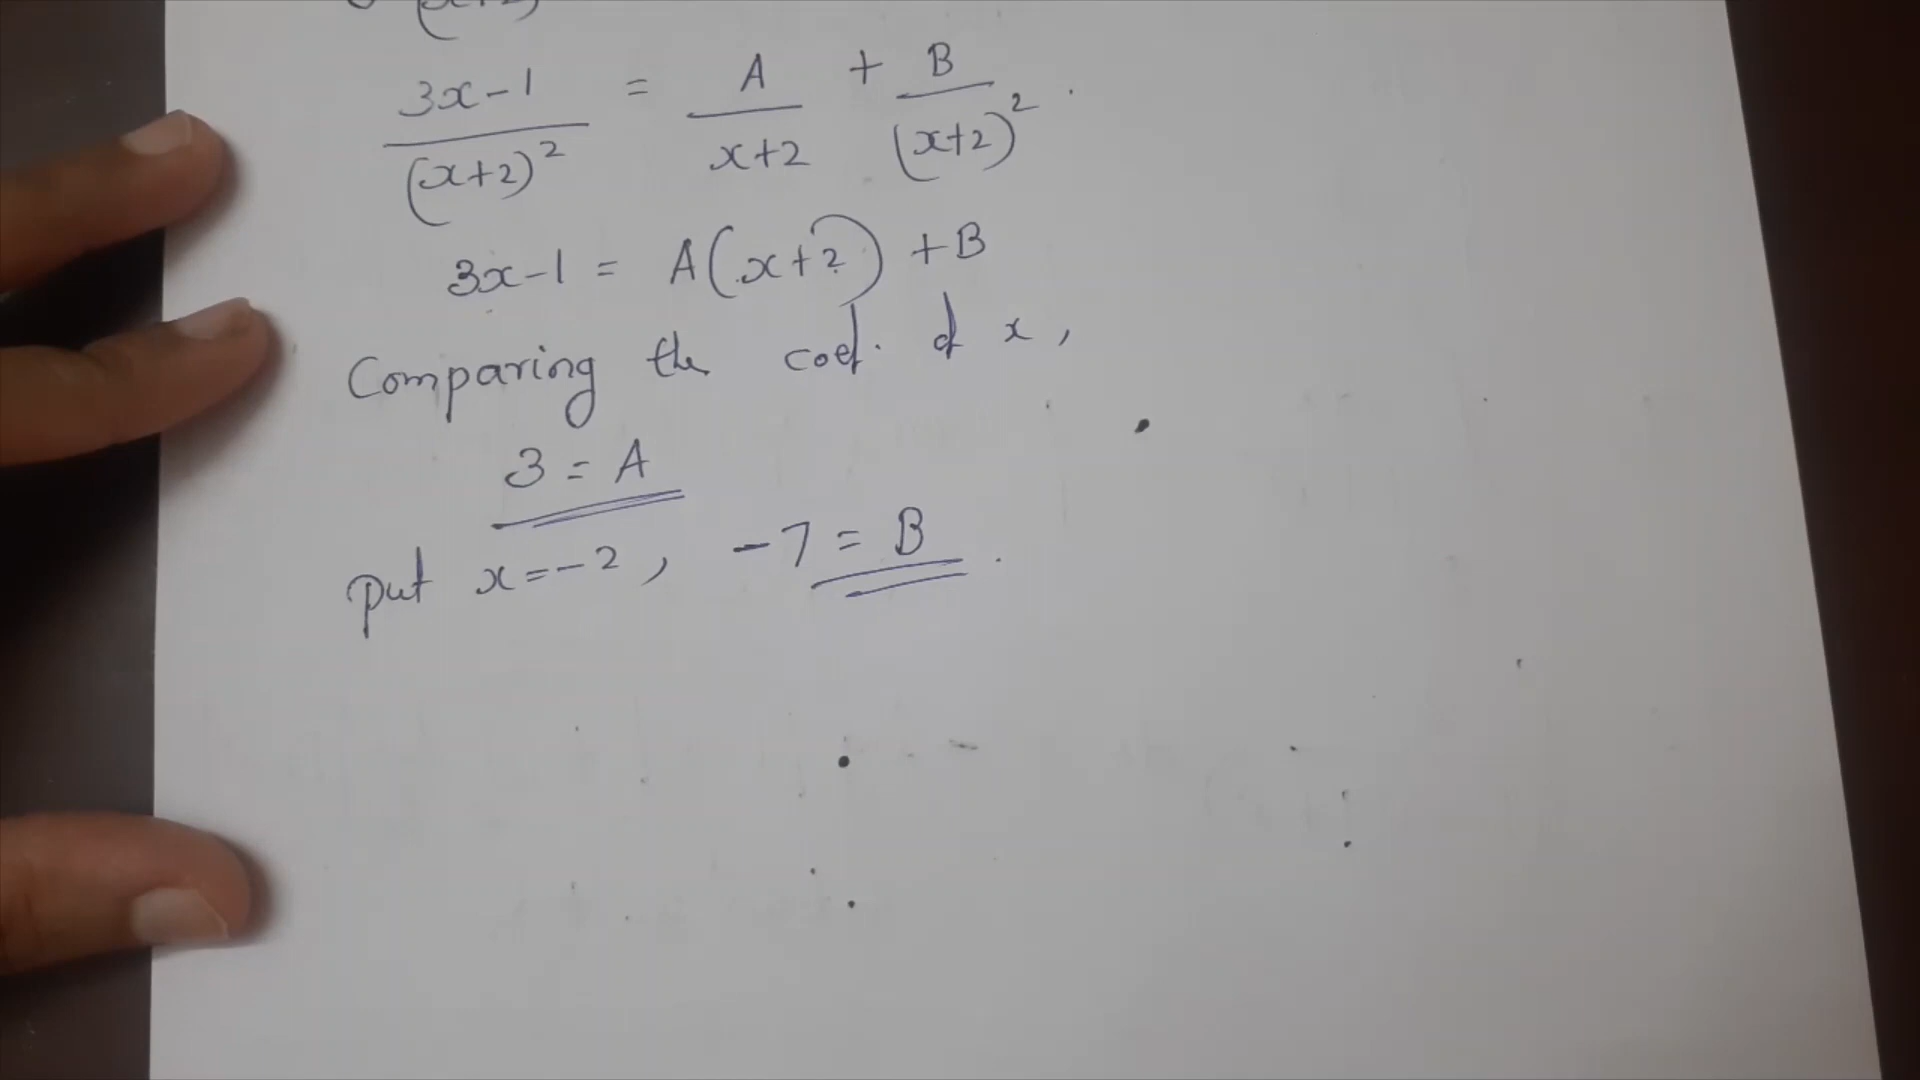 3x-1 / (x+2)² = A / x+2 + B / (x+2)² .
3x-1 = A(x+2) + B
Comparing the coef. of x,
3 = A
put x=-2, -7 = B .